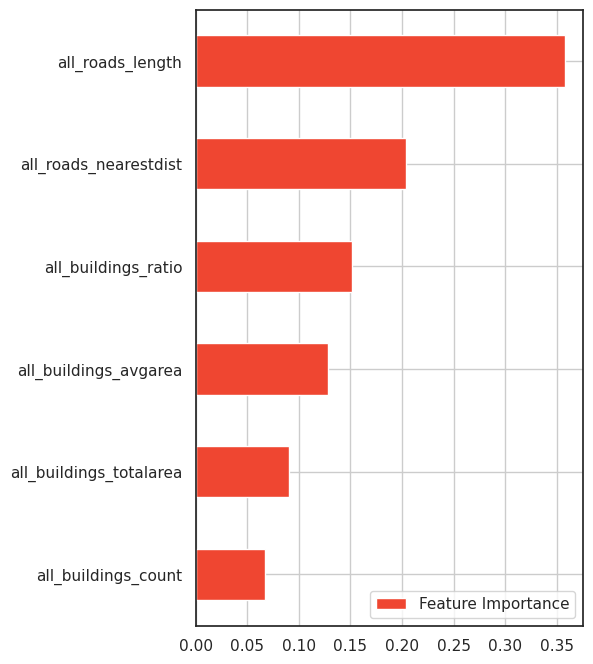 all_roads_length
all_roads_nearestdist
all_buildings_ratio
all_buildings_avgarea
all_buildings_totalarea
all_buildings_count
Feature Importance
0.00 0.05 0.10 0.15 0.20 0.25 0.30 0.35